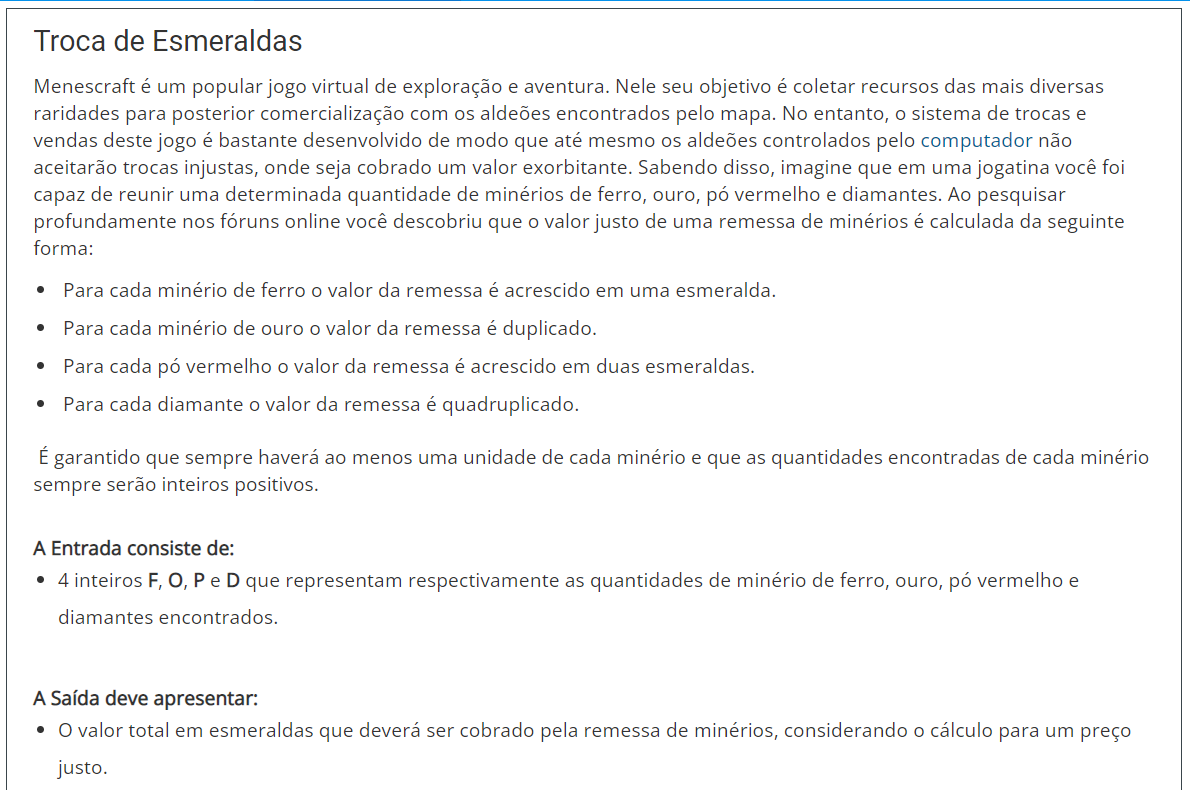 Troca de Esmeraldas
Menescraft é um popular jogo virtual de exploração e aventura. Nele seu objetivo é coletar recursos das mais diversas
raridades para posterior comercialização com os aldeões encontrados pelo mapa. No entanto, o sistema de trocas e
vendas deste jogo é bastante desenvolvido de modo que até mesmo os aldeões controlados pelo computador não
aceitarão trocas injustas, onde seja cobrado um valor exorbitante. Sabendo disso, imagine que em uma jogatina você foi
capaz de reunir uma determinada quantidade de minérios de ferro, ouro, pó vermelho e diamantes. Ao pesquisar
profundamente nos fóruns online você descobriu que o valor justo de uma remessa de minérios é calculada da seguinte
forma:
• Para cada minério de ferro o valor da remessa é acrescido em uma esmeralda.
• Para cada minério de ouro o valor da remessa é duplicado.
• Para cada pó vermelho o valor da remessa é acrescido em duas esmeraldas.
• Para cada diamante o valor da remessa é quadruplicado.
É garantido que sempre haverá ao menos uma unidade de cada minério e que as quantidades encontradas de cada minério
sempre serão inteiros positivos.
A Entrada consiste de:
• 4 inteiros F, O, P e D que representam respectivamente as quantidades de minério de ferro, ouro, pó vermelho e
diamantes encontrados.
A Saída deve apresentar:
• O valor total em esmeraldas que deverá ser cobrado pela remessa de minérios, considerando o cálculo para um preço
justo.